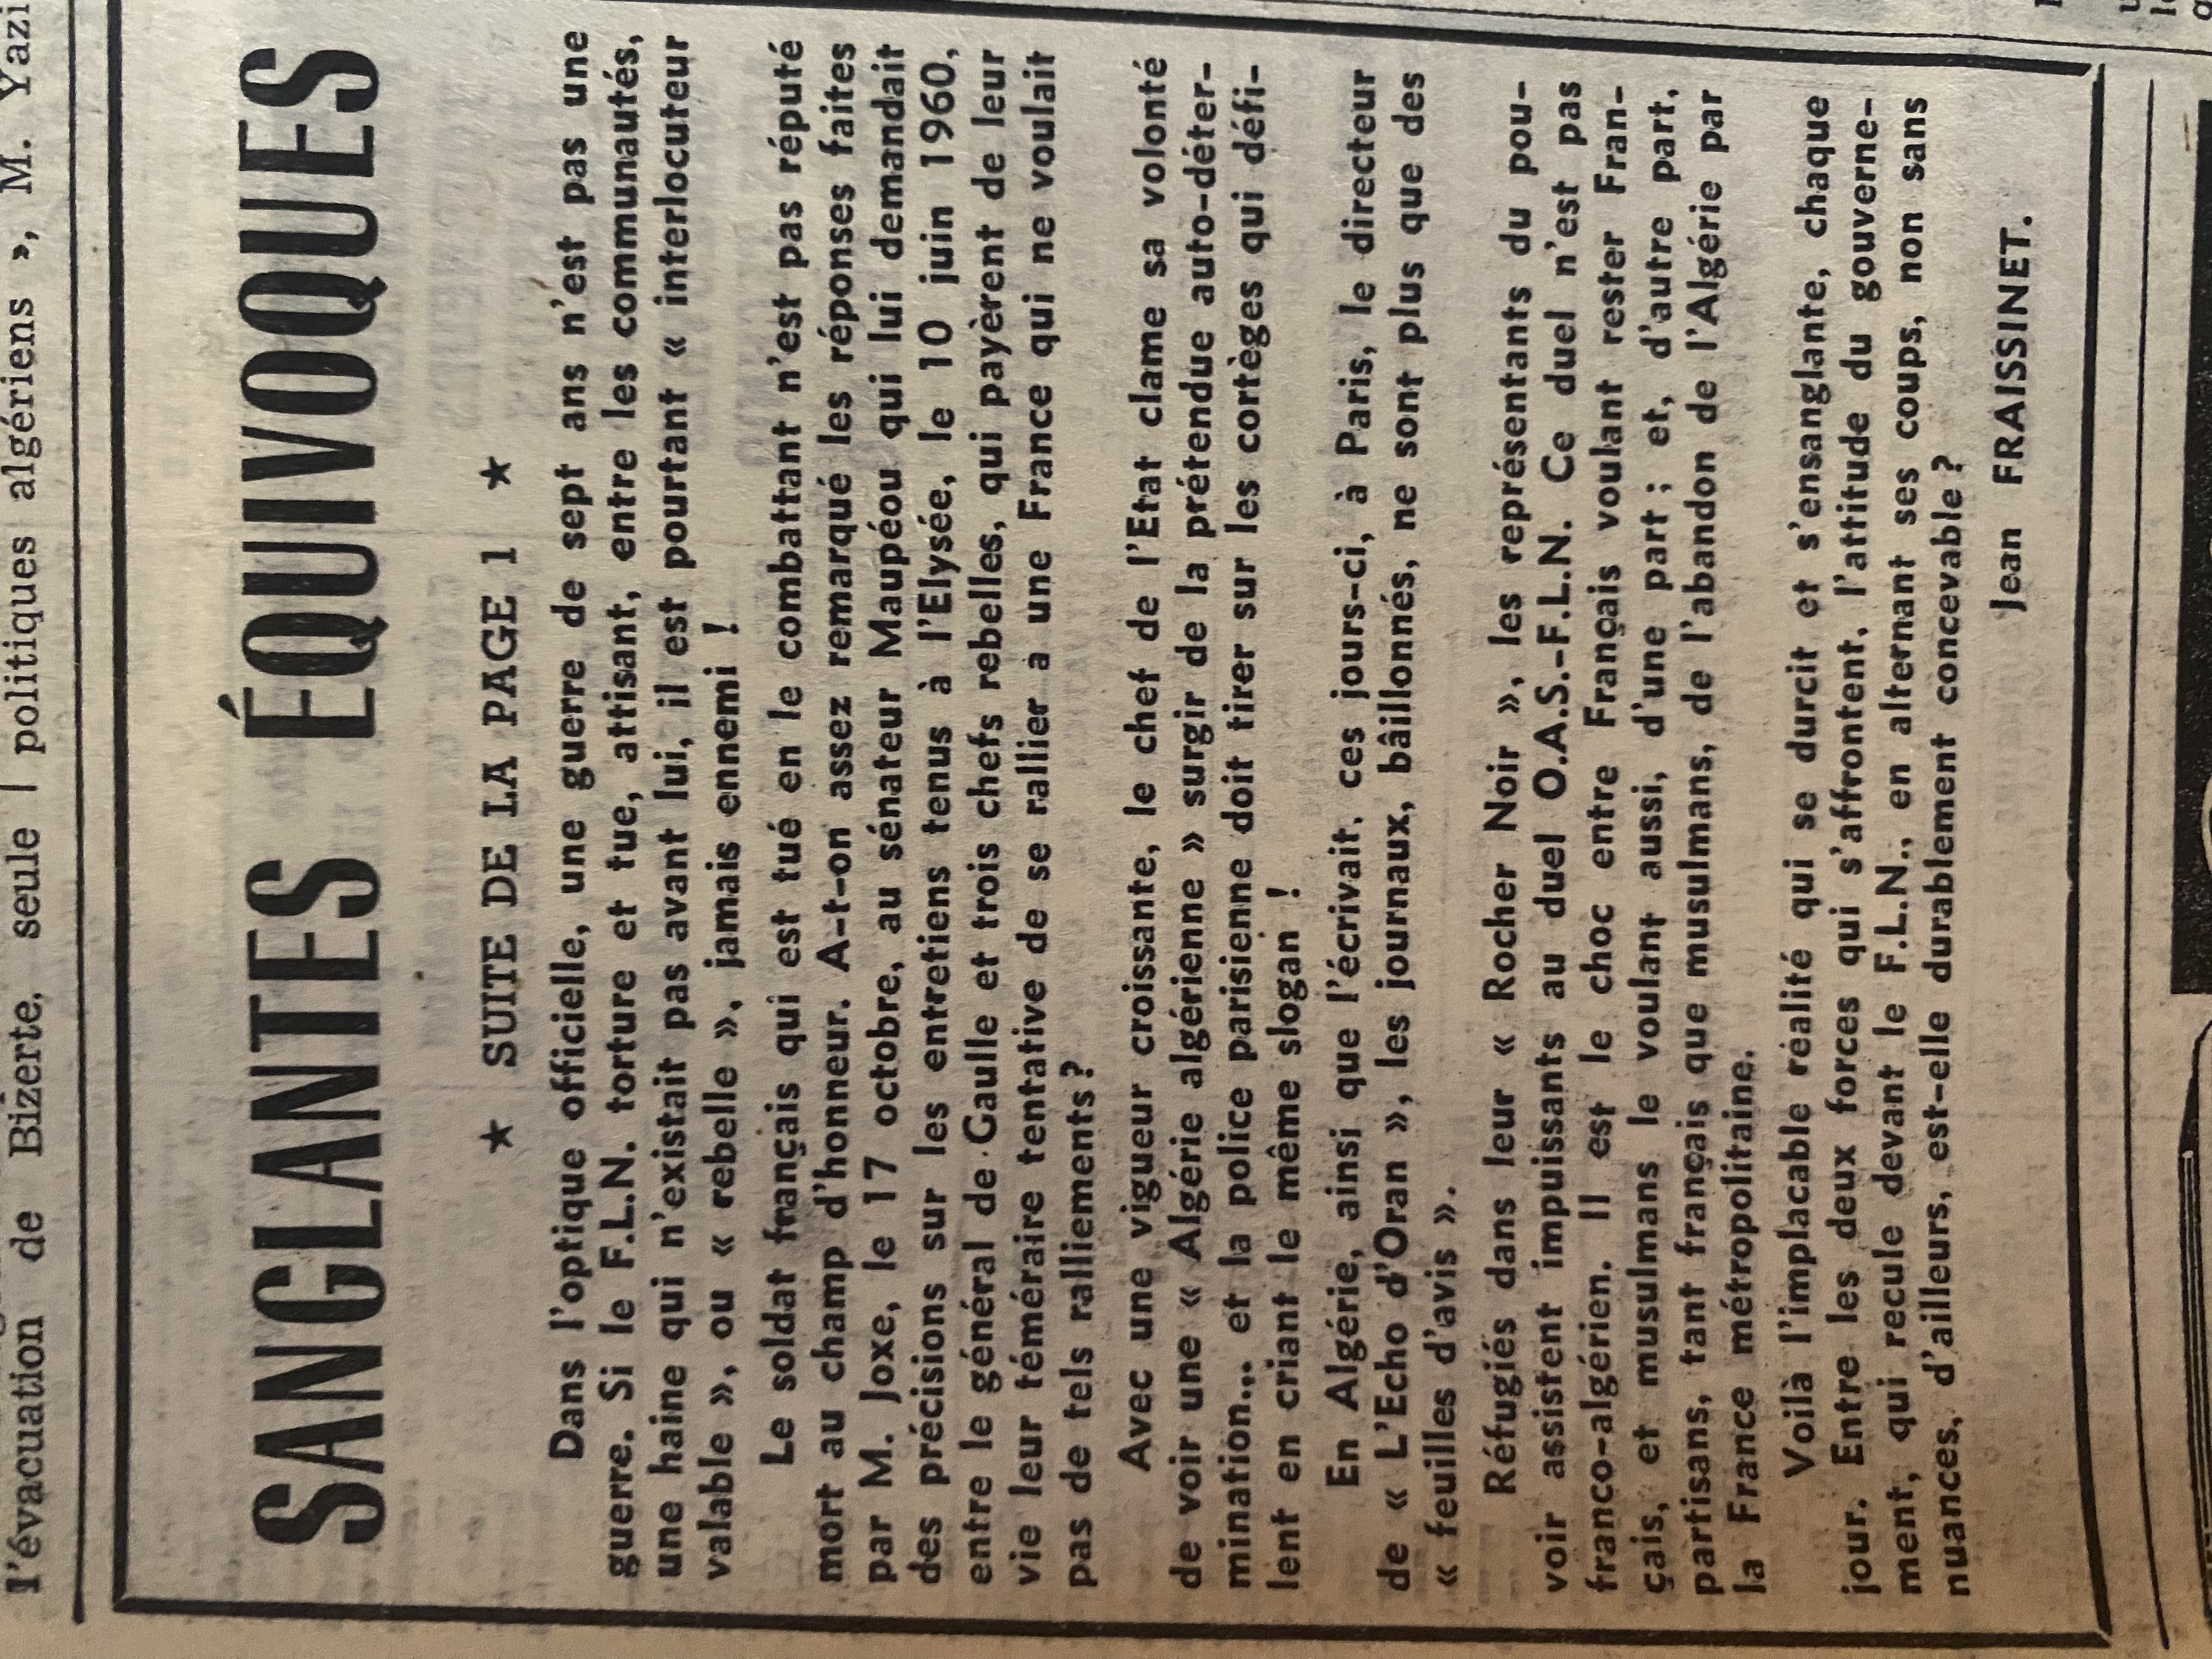 l'évacuation de Bizerte, seule
politiques algériens », M. Yazi
SANGLANTES ÉQUIVOQUES
★ SUITE DE LA PAGE 1 ★
Dans l'optique officielle, une guerre de sept ans n'est pas une
guerre. Si le F.L.N. torture et tue, attisant, entre les communautés,
une haine qui n'existait pas avant lui, il est pourtant « interlocuteur
valable », ou « rebelle », jamais ennemi !
Le soldat français qui est tué en le combattant n'est pas réputé
mort au champ d'honneur. A-t-on assez remarqué les réponses faites
par M. Joxe, le 17 octobre, au sénateur Maupéou qui lui demandait
des précisions sur les entretiens tenus à l'Elysée, le 10 juin 1960,
entre le général de Gaulle et trois chefs rebelles, qui payèrent de leur
vie leur téméraire tentative de se rallier à une France qui ne voulait
pas de tels ralliements ?
Avec une vigueur croissante, le chef de l'Etat clame sa volonté
de voir une « Algérie algérienne » surgir de la prétendue auto-déter-
mination... et la police parisienne doit tirer sur les cortèges qui défi-
lent en criant le même slogan !
En Algérie, ainsi que l'écrivait, ces jours-ci, à Paris, le directeur
de « L'Echo d'Oran », les journaux, bâillonnés, ne sont plus que des
« feuilles d'avis ».
Réfugiés dans leur « Rocher Noir », les représentants du pou-
voir assistent impuissants au duel O.A.S.-F.L.N. Ce duel n'est pas
franco-algérien. Il est le choc entre Français voulant rester Fran-
çais, et musulmans le voulant aussi, d'une part ; et, d'autre part,
partisans, tant français que musulmans, de l'abandon de l'Algérie par
la France métropolitaine.
Voilà l'implacable réalité qui se durcit et s'ensanglante, chaque
jour. Entre les deux forces qui s'affrontent, l'attitude du gouverne-
ment, qui recule devant le F.L.N., en alternant ses coups, non sans
nuances, d'ailleurs, est-elle durablement concevable ?
Jean FRAISSINET.